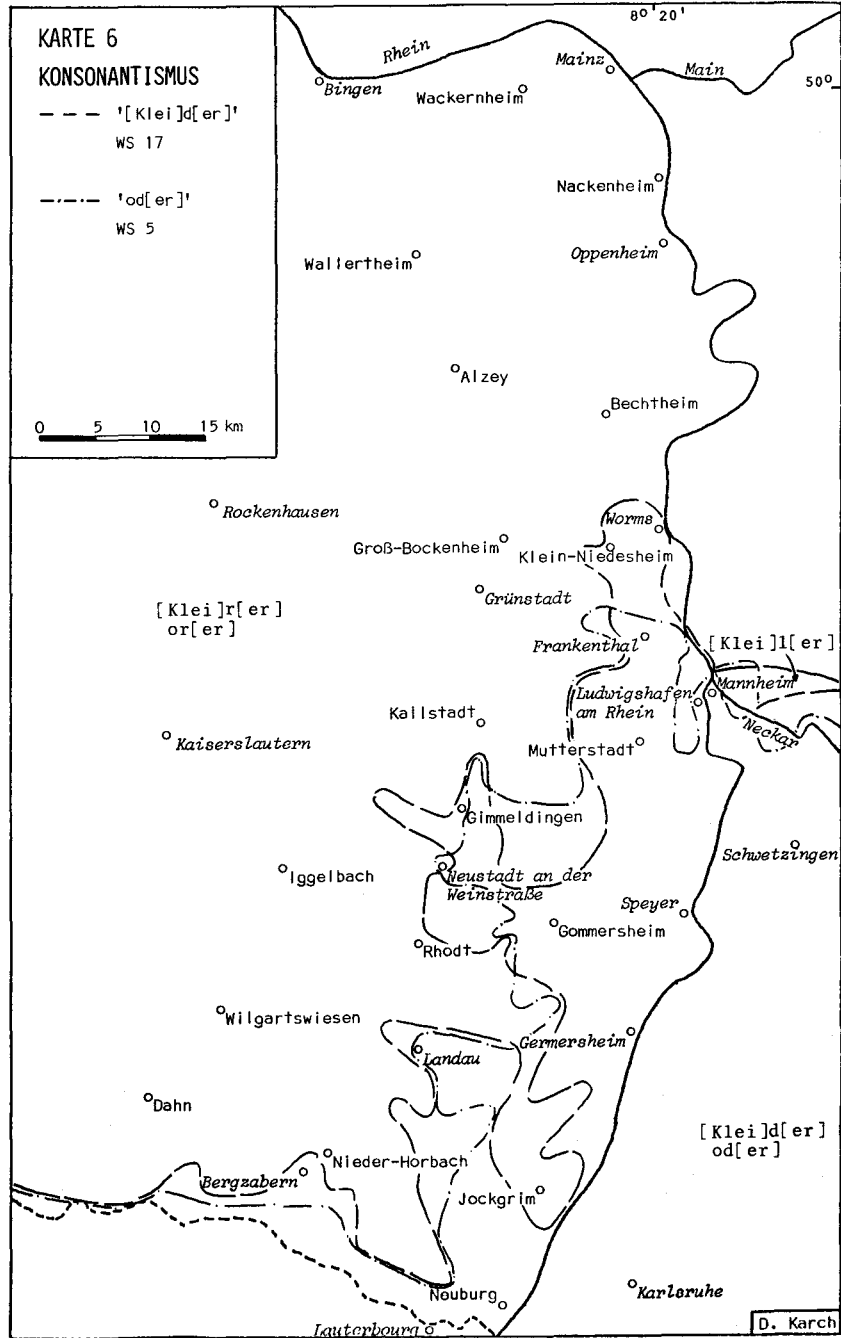 KARTE 6
KONSONANTISMUS
'[Klei]d[er]'
WS 17
'od[er]'
WS 5
0 5 10 15 km
8° 20'
50°
Rhein
Mainz
Main
Bingen
Wackernheim
Nackenheim
Wallertheim
Oppenheim
Alzey
Bechtheim
Rockenhausen
Worms
Groß-Bockenheim
Klein-Niedesheim
Grünstadt
[Klei]r[er]
or[er]
Frankenthal
[Klei]l[er]
Mannheim
Ludwigshafen
am Rhein
Neckar
Kallstadt
Kaiserslautern
Mutterstadt
Gimmeldingen
Schwetzingen
Iggelbach
Neustadt an der
Weinstraße
Speyer
Gommersheim
Rhodt
Wilgartswiesen
Germersheim
Landau
Dahn
[Klei]d[er]
od[er]
Nieder-Horbach
Bergzabern
Jockgrim
Neuburg
Karlsruhe
Lauterbourg
D. Karch